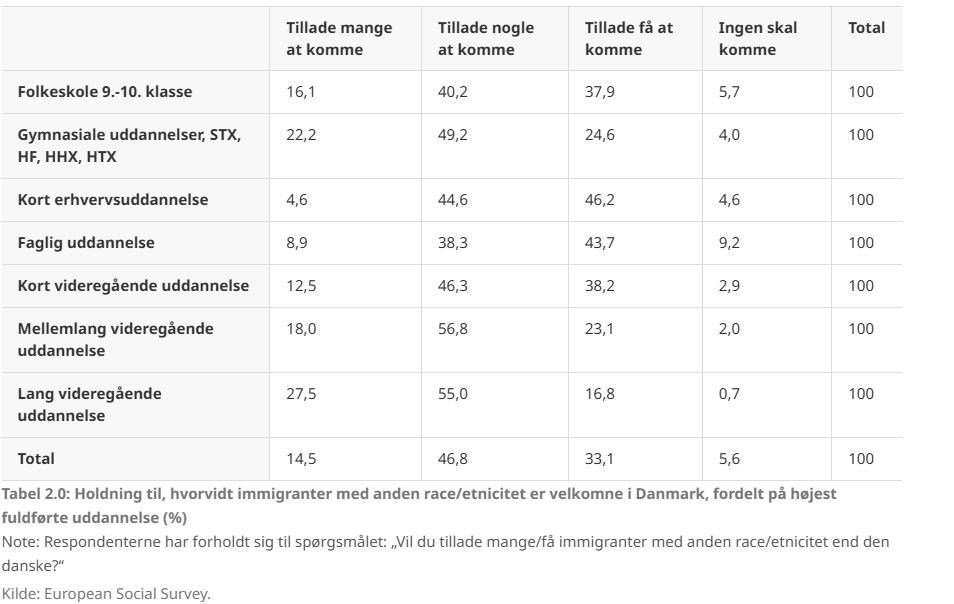 Tillade mange Tillade nogle Tillade få at Ingen skal Total
at komme at komme komme komme
Folkeskole 9.-10. klasse 16,1 40,2 37,9 5,7 100
Gymnasiale uddannelser, STX, 22,2 49,2 24,6 4,0 100
HF, HHX, HTX
Kort erhvervsuddannelse 4,6 44,6 46,2 4,6 100
Faglig uddannelse 8,9 38,3 43,7 9,2 100
Kort videregående uddannelse 12,5 46,3 38,2 2,9 100
Mellemlang videregående 18,0 56,8 23,1 2,0 100
uddannelse
Lang videregående 27,5 55,0 16,8 0,7 100
uddannelse
Total 14,5 46,8 33,1 5,6 100
Tabel 2.0: Holdning til, hvorvidt immigranter med anden race/etnicitet er velkomne i Danmark, fordelt på højest
fuldførte uddannelse (%)
Note: Respondenterne har forholdt sig til spørgsmålet: „Vil du tillade mange/få immigranter med anden race/etnicitet end den
danske?“
Kilde: European Social Survey.